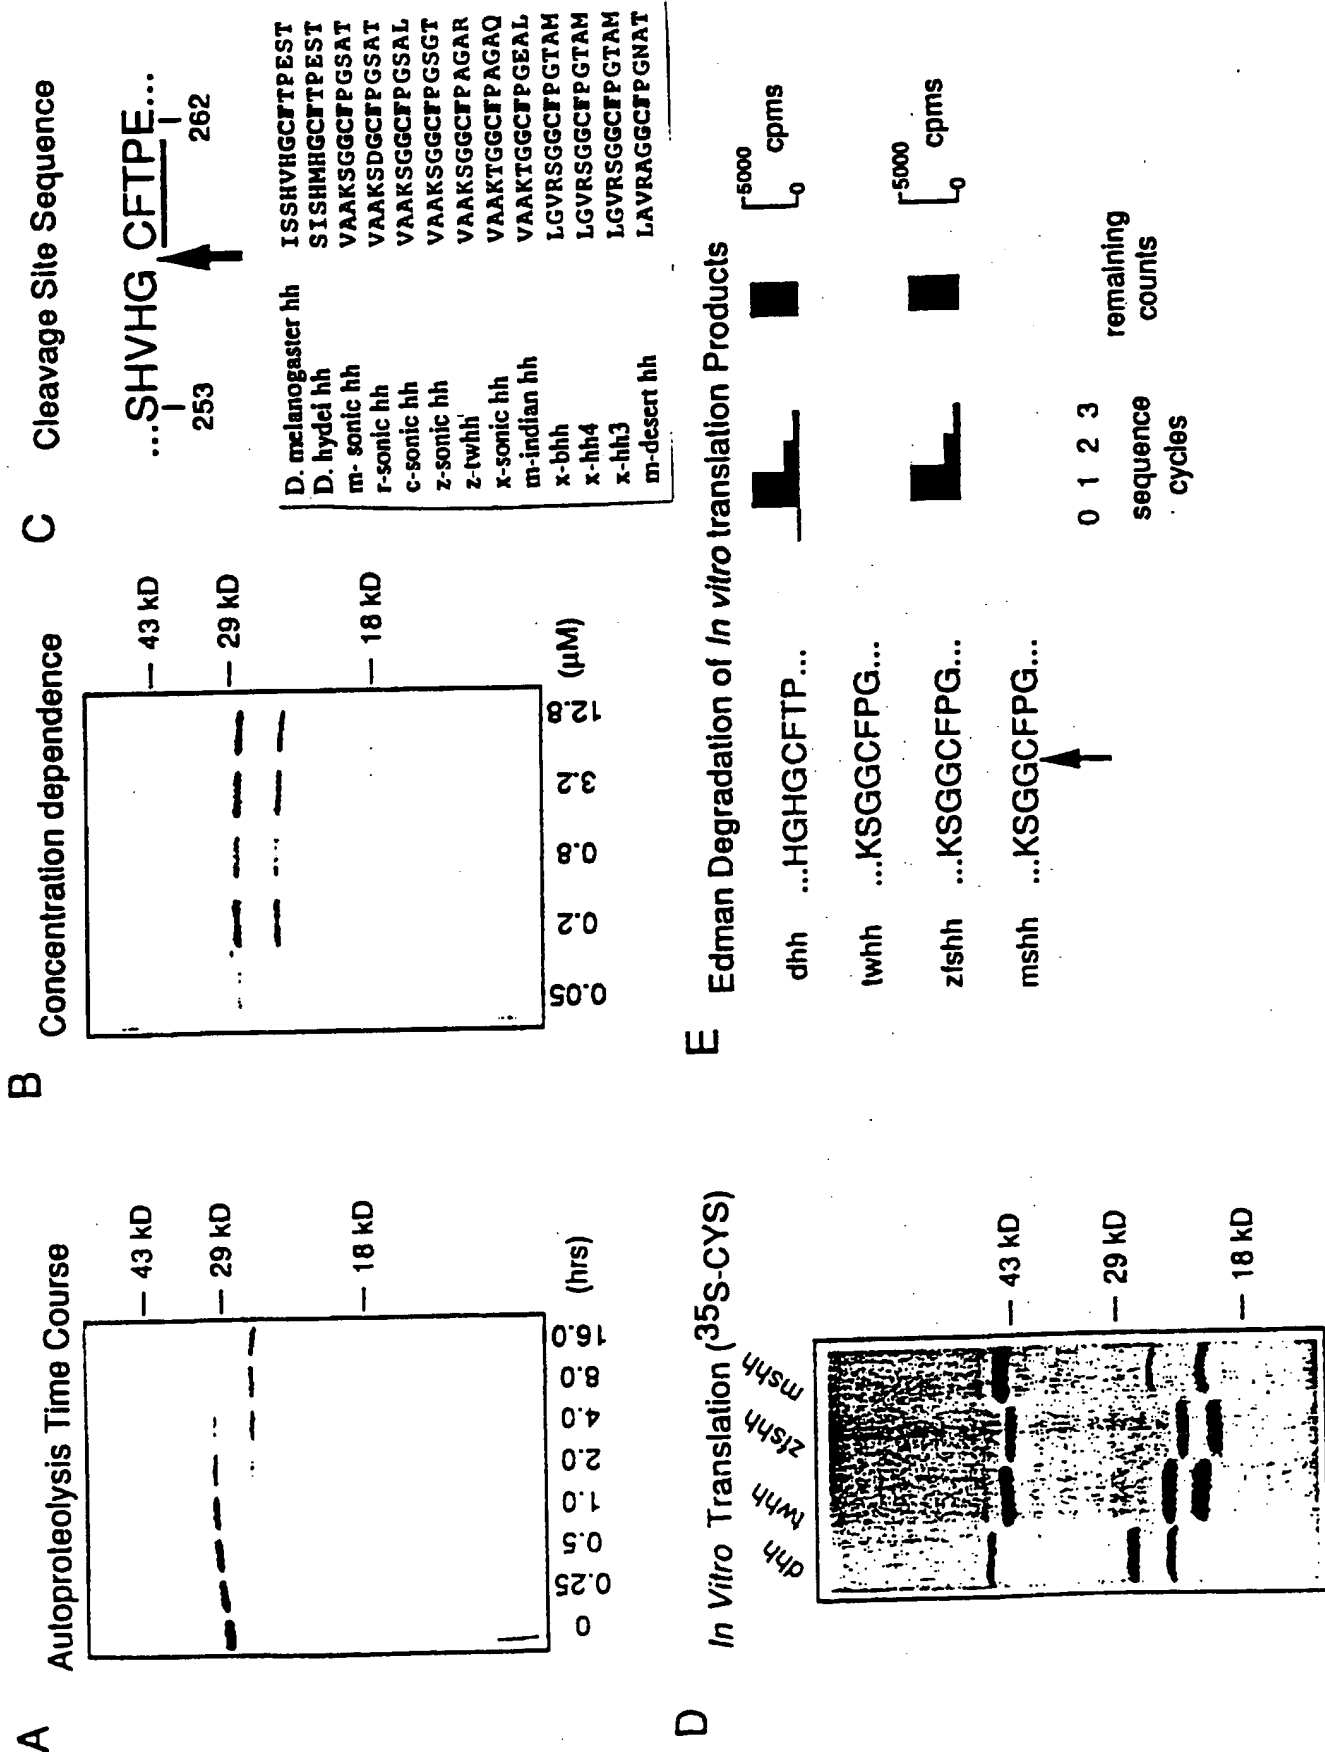 A
Autoproteolysis Time Course
— 43 kD
— 29 kD
— 18 kD
0 0.25 0.5 1.0 2.0 4.0 8.0 16.0 (hrs)
B
Concentration dependence
— 43 kD
— 29 kD
— 18 kD
0.05 0.2 0.8 3.2 12.8 (µM)
C
Cleavage Site Sequence
...SHVHG CFTPE...
253 262
D. melanogaster hh ISSHVHGCFTPEST
D. hydei hh SISHMHGCFTPEST
m- sonic hh VAAKSGGCFPGSAT
r-sonic hh VAAKSDGCFPGSAT
c-sonic hh VAAKSGGCFPGSAL
z-sonic hh VAAKSGGCFPGSGT
z-twhh VAAKSGGCFPAGAR
x-sonic hh VAAKTGGCFPAGAQ
m-indian hh VAAKTGGCFPGEAL
x-bhh LGVRSGGCFPGTAM
x-hh4 LGVRSGGCFPGTAM
x-hh3 LGVRSGGCFPGTAM
m-desert hh LAVRAGGCFPGNAT
D
In Vitro Translation (35S-CYS)
dhh twhh zfshh mshh
— 43 kD
— 29 kD
— 18 kD
E
Edman Degradation of In vitro translation Products
dhh ...HGHGCFTP...
5000
0
cpms
twhh ...KSGGCFPG...
zfshh ...KSGGCFPG...
5000
0
cpms
mshh ...KSGGCFPG...
0 1 2 3
sequence
cycles
remaining
counts